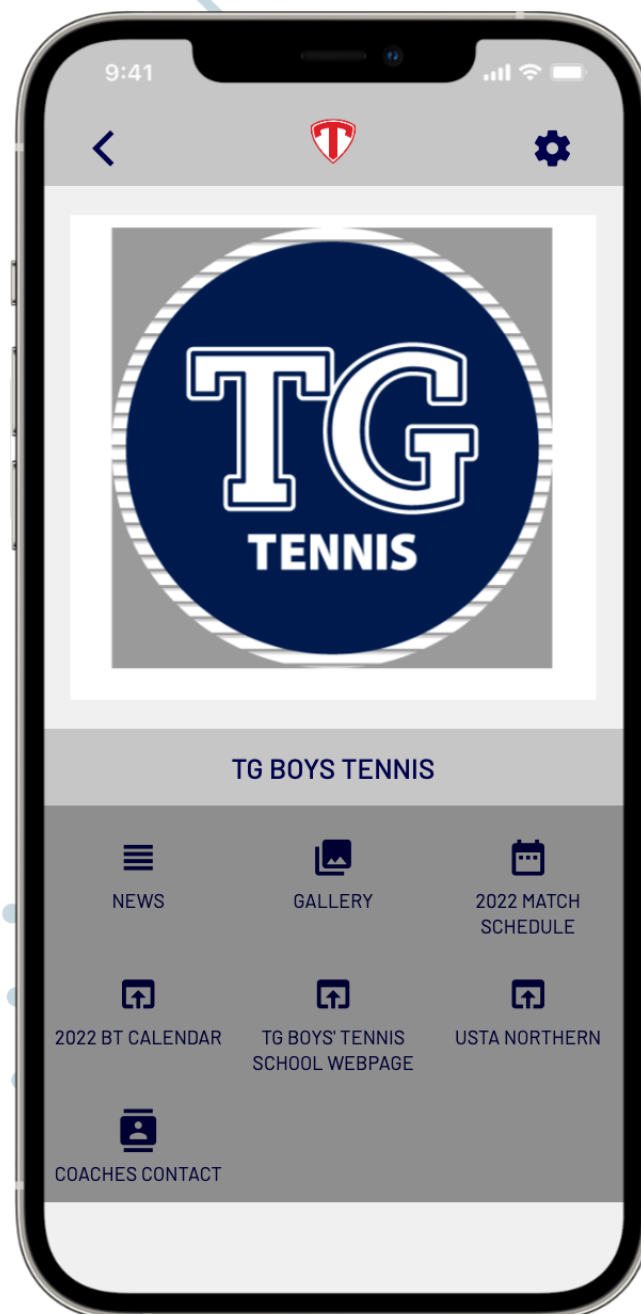 9:41
T
TG
TENNIS
TG BOYS TENNIS
NEWS
GALLERY
2022 MATCH
SCHEDULE
2022 BT CALENDAR
TG BOYS' TENNIS
SCHOOL WEBPAGE
USTA NORTHERN
COACHES CONTACT